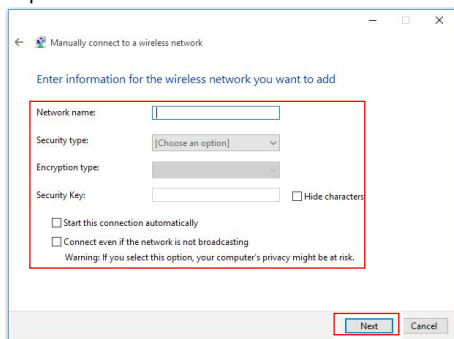 Manually connect to a wireless network
Enter information for the wireless network you want to add
Network name:
Security type: [Choose an option]
Encryption type:
Security Key: Hide characters
Start this connection automatically
Connect even if the network is not broadcasting
Warning: If you select this option, your computer's privacy might be at risk.
Next Cancel